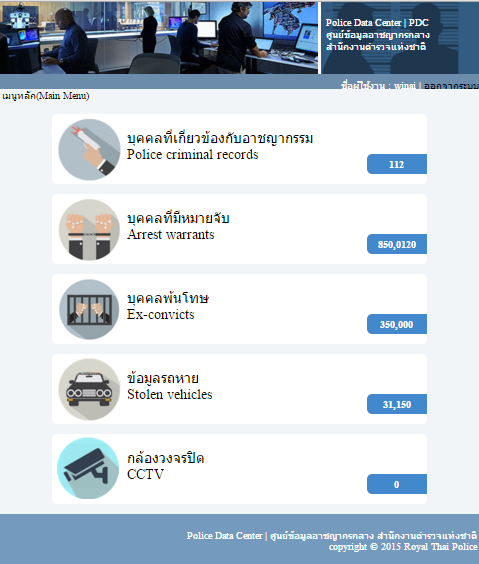 Police Data Center | PDC
ศูนย์ข้อมูลอาชญากรกลาง
สำนักงานตำรวจแห่งชาติ
ชื่อผู้ใช้งาน : | ออกจากระบบ
เมนูหลัก(Main Menu)
บุคคลที่เกี่ยวข้องกับอาชญากรรม
Police criminal records
112
บุคคลที่มีหมายจับ
Arrest warrants
850,0120
บุคคลพ้นโทษ
Ex-convicts
350,000
ข้อมูลรถหาย
Stolen vehicles
31,150
กล้องวงจรปิด
CCTV
0
Police Data Center | ศูนย์ข้อมูลอาชญากรกลาง สำนักงานตำรวจแห่งชาติ
copyright © 2015 Royal Thai Police